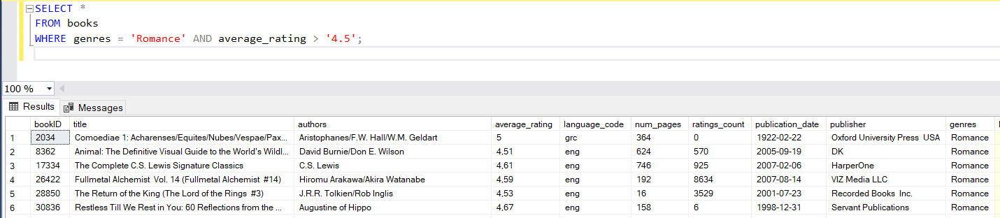 SELECT *
FROM books
WHERE genres = 'Romance' AND average_rating > '4.5';
100 %
Results Messages
bookID title authors average_rating language_code num_pages ratings_count publication_date publisher genres
1 2034 Comoediae 1: Acharenses/Equites/Nubes/Vespae/Pax... Aristophanes/F.W. Hall/W.M. Geldart 5 grc 364 0 1922-02-22 Oxford University Press USA Romance
2 8362 Animal: The Definitive Visual Guide to the World's Wildl... David Burnie/Don E. Wilson 4,51 eng 624 570 2005-09-19 DK Romance
3 17334 The Complete C.S. Lewis Signature Classics C.S. Lewis 4,61 eng 746 925 2007-02-06 HarperOne Romance
4 26422 Fullmetal Alchemist Vol. 14 (Fullmetal Alchemist #14) Hiromu Arakawa/Akira Watanabe 4,59 eng 192 8634 2007-08-14 VIZ Media LLC Romance
5 28850 The Return of the King (The Lord of the Rings #3) J.R.R. Tolkien/Rob Inglis 4,53 eng 16 3529 2001-07-23 Recorded Books Inc. Romance
6 30836 Restless Till We Rest in You: 60 Reflections from the ... Augustine of Hippo 4,67 eng 158 6 1998-12-31 Servant Publications Romance